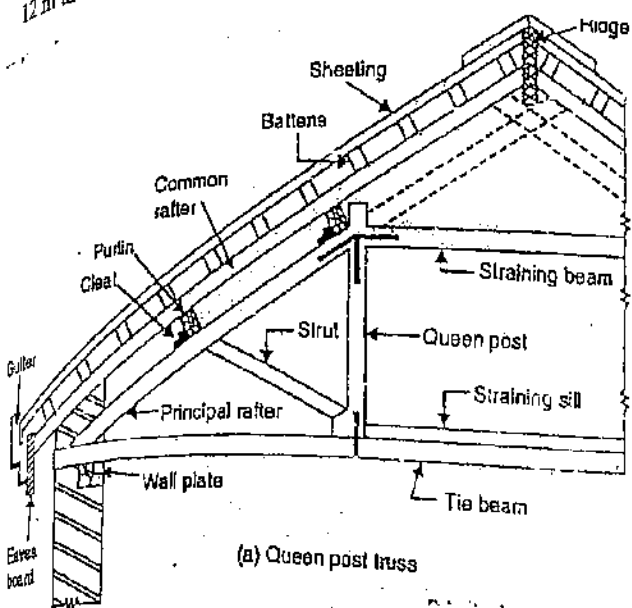 12 m
Ridge
Sheeting
Battens
Common
rafter
Purlin
Cleat
Straining beam
Strut
Queen post
Gutter
Straining sill
Principal rafter
Wall plate
Tie beam
Eaves
board
(a) Queen post truss